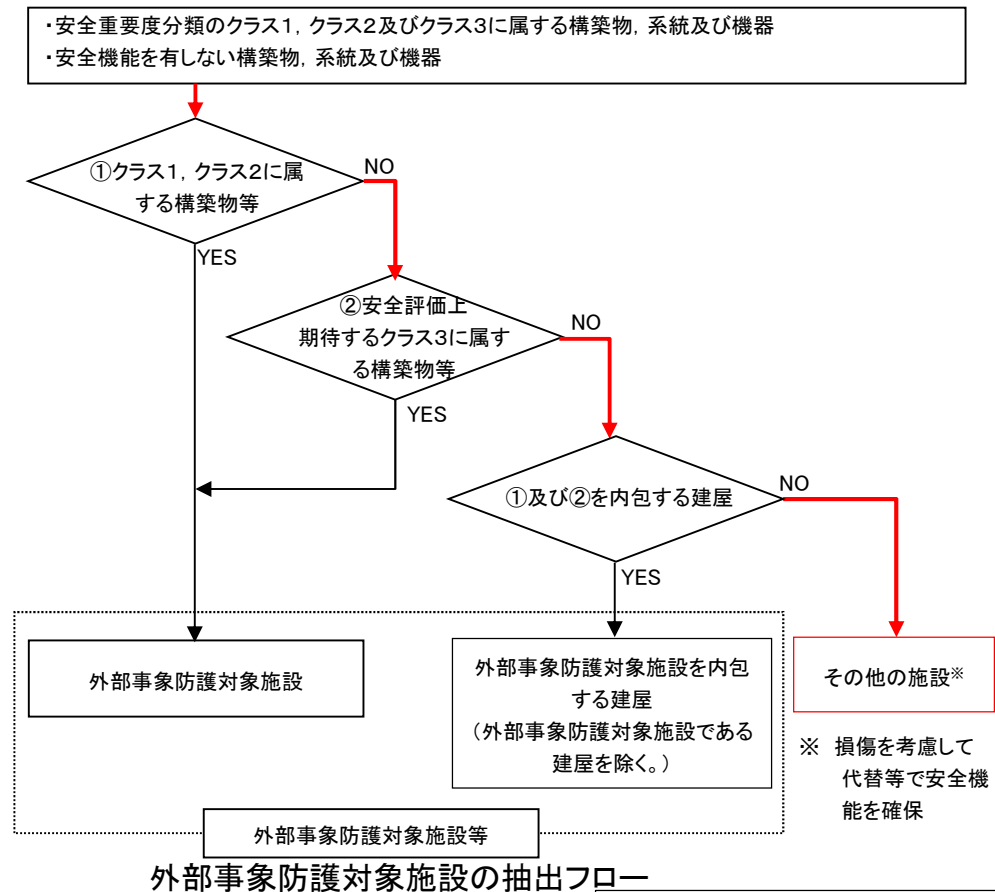 ・安全重要度分類のクラス1，クラス2及びクラス3に属する構築物，系統及び機器
・安全機能を有しない構築物，系統及び機器
①クラス1，クラス2に属
する構築物等
NO
YES
②安全評価上
期待するクラス3に属す
る構築物等
NO
YES
①及び②を内包する建屋
NO
YES
外部事象防護対象施設
外部事象防護対象施設を内包
する建屋
（外部事象防護対象施設である
建屋を除く。）
その他の施設※
※ 損傷を考慮して
代替等で安全機
能を確保
外部事象防護対象施設等
外部事象防護対象施設の抽出フロー